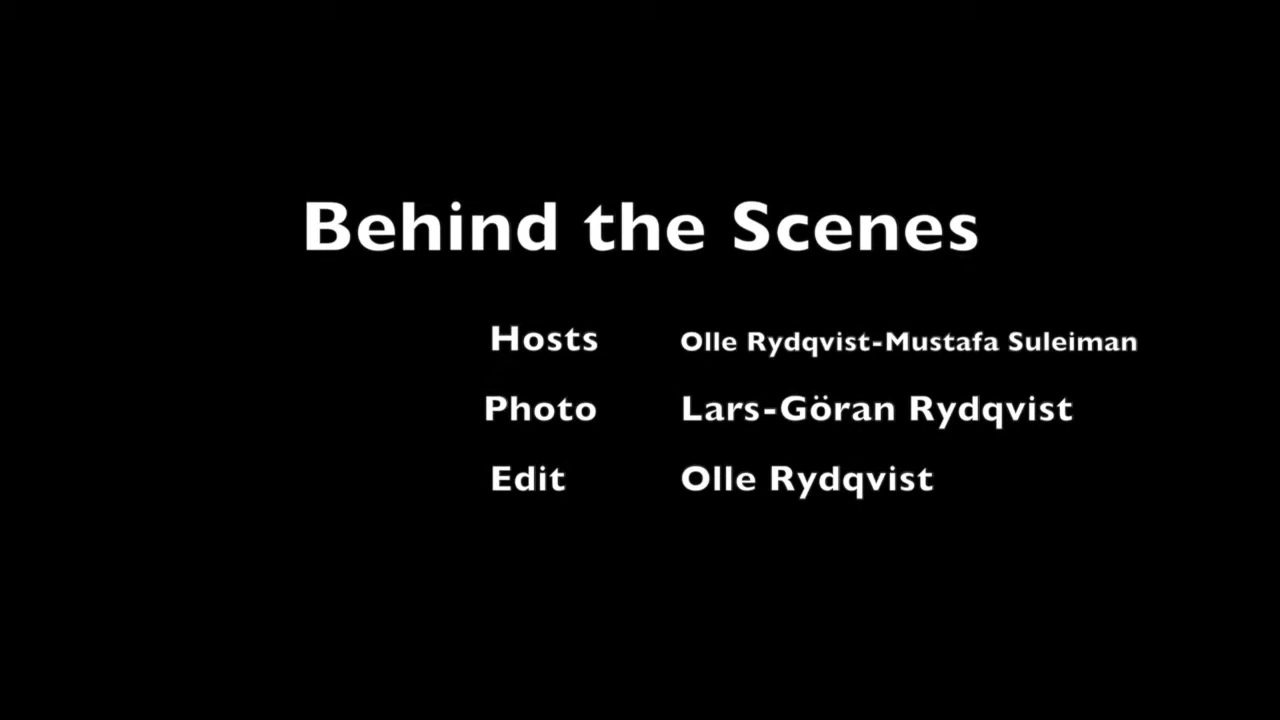 Behind the Scenes
Hosts Olle Rydqvist-Mustafa Suleiman
Photo Lars-Göran Rydqvist
Edit Olle Rydqvist